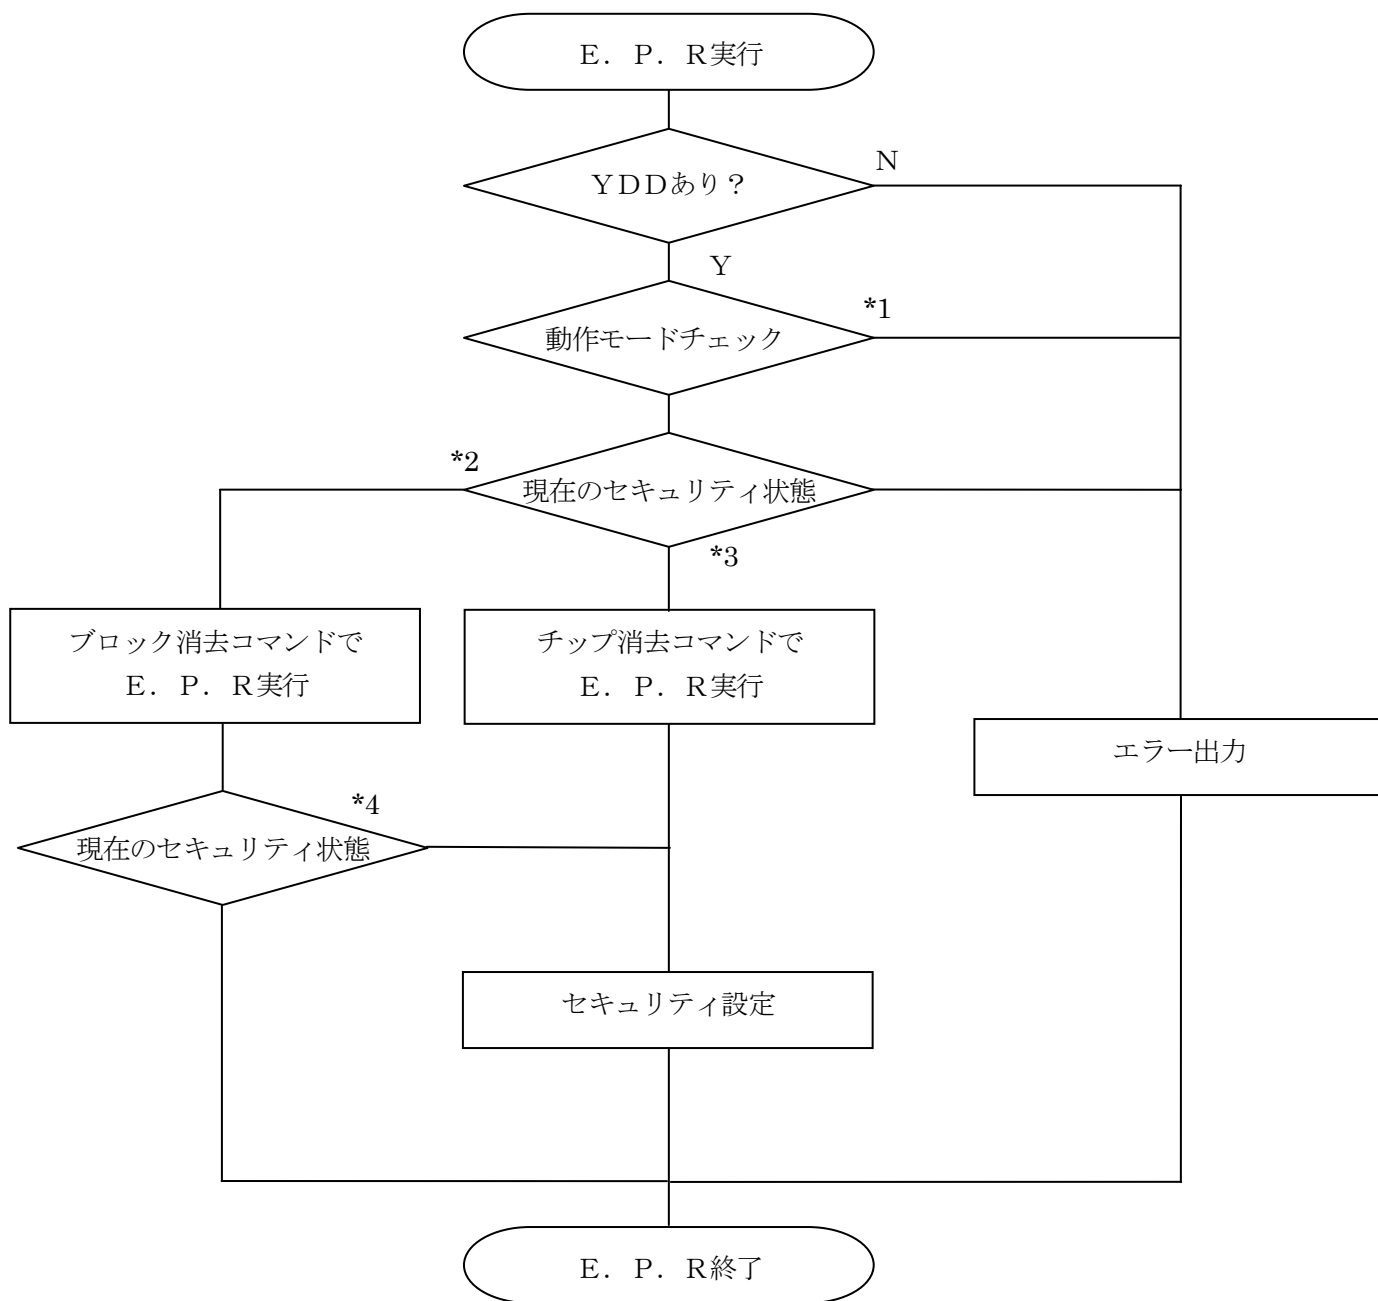 Ｅ．Ｐ．Ｒ実行
ＹＤＤあり？
Ｎ
Ｙ
動作モードチェック
*1
*2
現在のセキュリティ状態
*3
ブロック消去コマンドで
Ｅ．Ｐ．Ｒ実行
チップ消去コマンドで
Ｅ．Ｐ．Ｒ実行
エラー出力
*4
現在のセキュリティ状態
セキュリティ設定
Ｅ．Ｐ．Ｒ終了